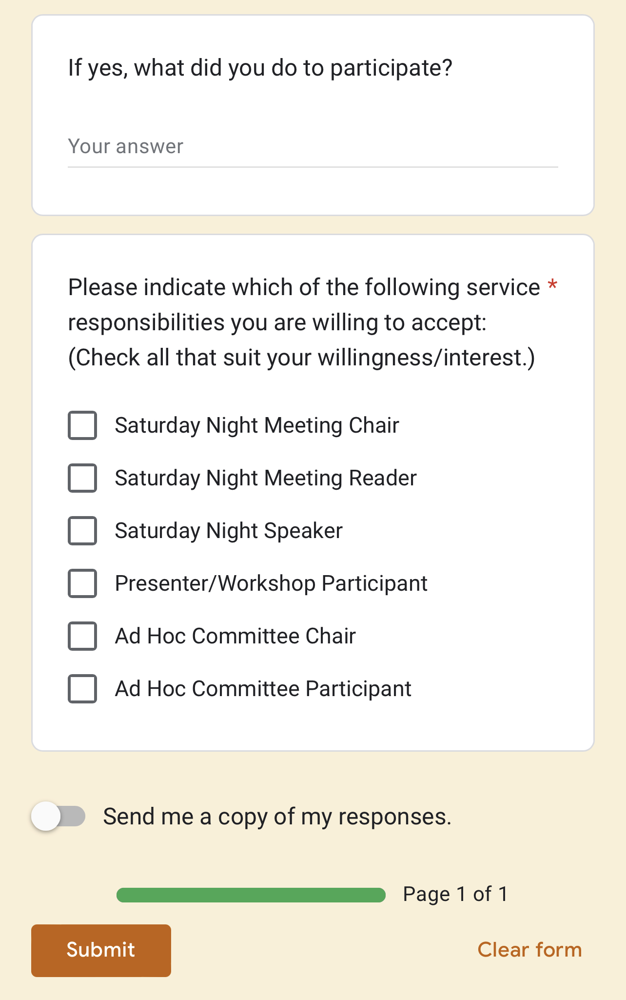 If yes, what did you do to participate?
Your answer
Please indicate which of the following service *
responsibilities you are willing to accept:
(Check all that suit your willingness/interest.)
Saturday Night Meeting Chair
Saturday Night Meeting Reader
Saturday Night Speaker
Presenter/Workshop Participant
Ad Hoc Committee Chair
Ad Hoc Committee Participant
Send me a copy of my responses.
Page 1 of 1
Submit
Clear form